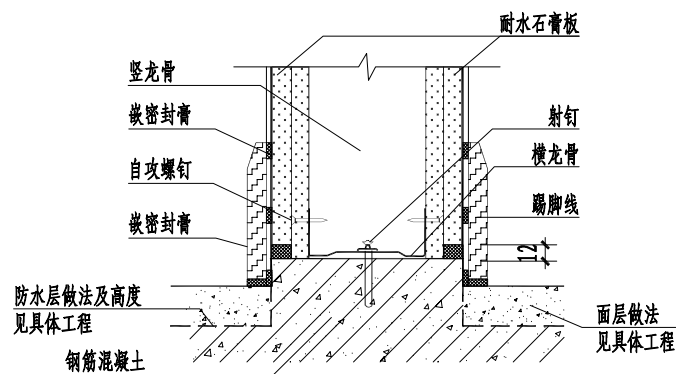 耐水石膏板
竖龙骨
嵌密封膏
射钉
横龙骨
自攻螺钉
踢脚线
嵌密封膏
12
防水层做法及高度
见具体工程
面层做法
见具体工程
钢筋混凝土